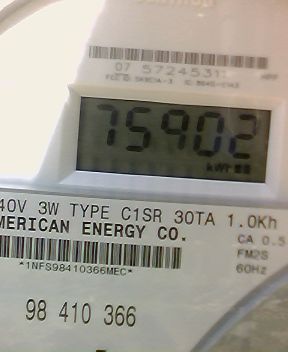 07 57245311
75902
kWH
40V 3W TYPE C1SR 30TA 1.0Kh
MERICAN ENERGY CO.
CA 0.5
FM2S
60Hz
*1NFS98410366MEC*
98 410 366